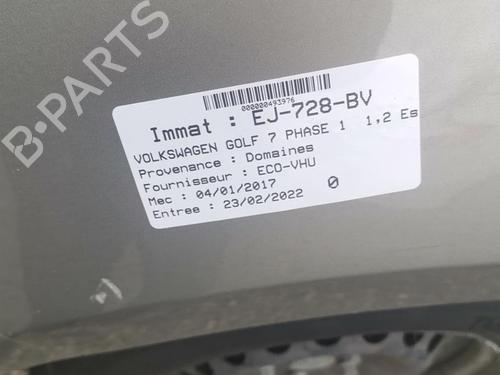 B-PARTS
000000493976
Immat : EJ-728-BV
VOLKSWAGEN GOLF 7 PHASE 1 1,2 Es
Provenance : Domaines
Fournisseur : ECO-VHU
Mec : 04/01/2017
Entree : 23/02/2022 0